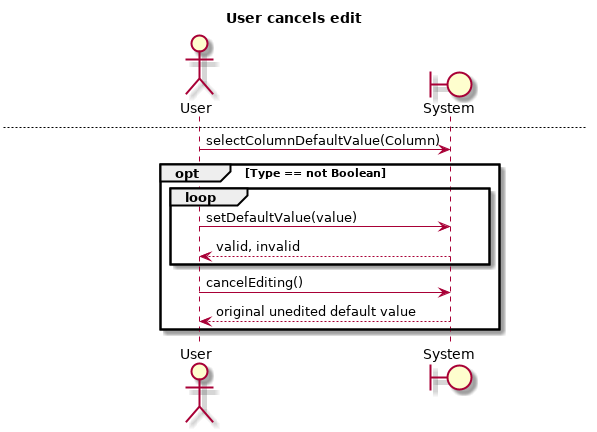 User cancels edit
User
System
selectColumnDefaultValue(Column)
opt [Type == not Boolean]
loop
setDefaultValue(value)
valid, invalid
cancelEditing()
original unedited default value
User
System